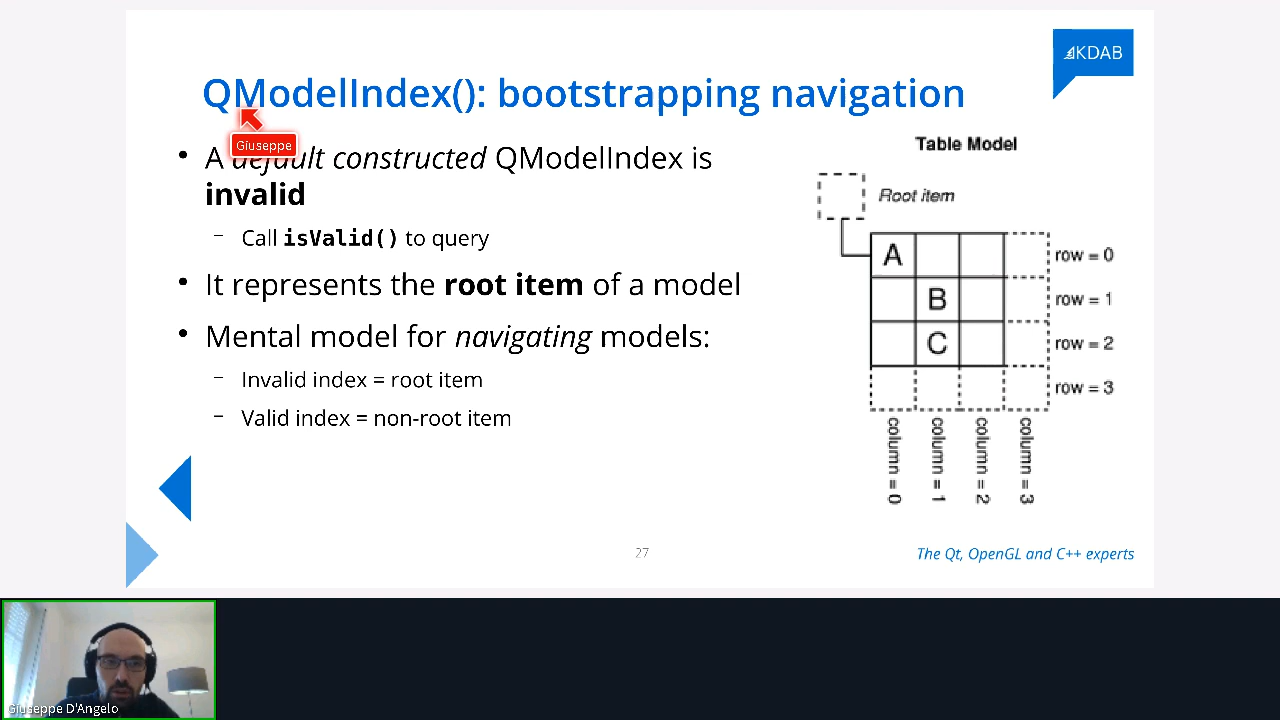 KDAB
QModelIndex(): bootstrapping navigation
Giuseppe
• A default constructed QModelIndex is
invalid
– Call isValid() to query
• It represents the root item of a model
• Mental model for navigating models:
– Invalid index = root item
– Valid index = non-root item
Table Model
Root item
A
row = 0
B
row = 1
C
row = 2
row = 3
column = 0
column = 1
column = 2
column = 3
27
The Qt, OpenGL and C++ experts
Giuseppe D'Angelo